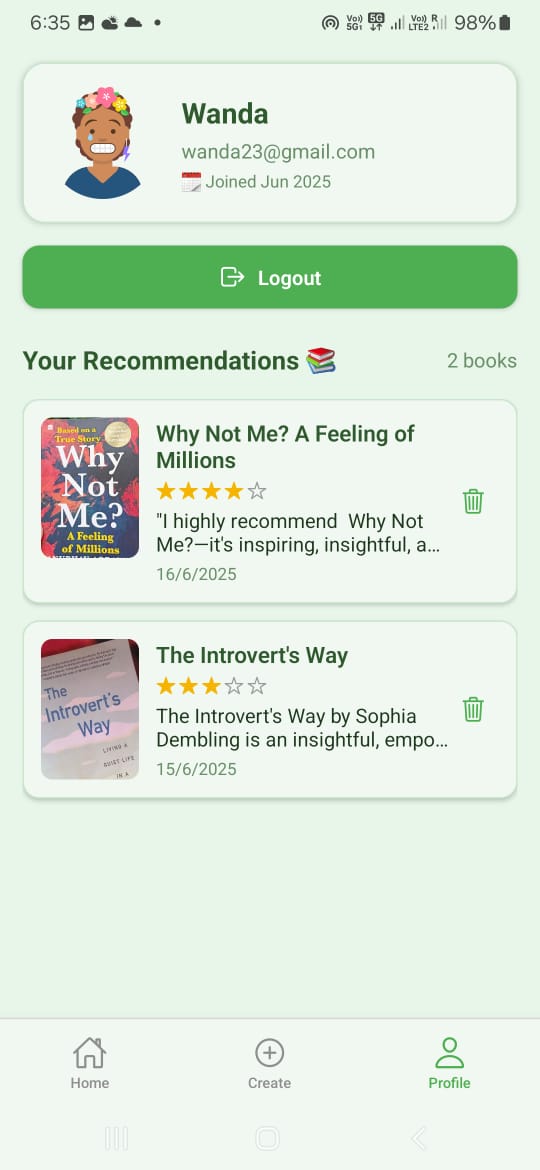 6:35
Vo)) 5G1 5G Vo)) LTE2 R 98%
Wanda
wanda23@gmail.com
Joined Jun 2025
Logout
Your Recommendations 📚
2 books
Based on a
True Story
Why
Not
Me?
A Feeling
of Millions
Why Not Me? A Feeling of
Millions
"I highly recommend  Why Not
Me?—it's inspiring, insightful, a...
16/6/2025
The
Introvert's
Way
LIVING A
QUIET LIFE
IN A
The Introvert's Way
The Introvert's Way by Sophia
Dembling is an insightful, empo...
15/6/2025
Home
Create
Profile